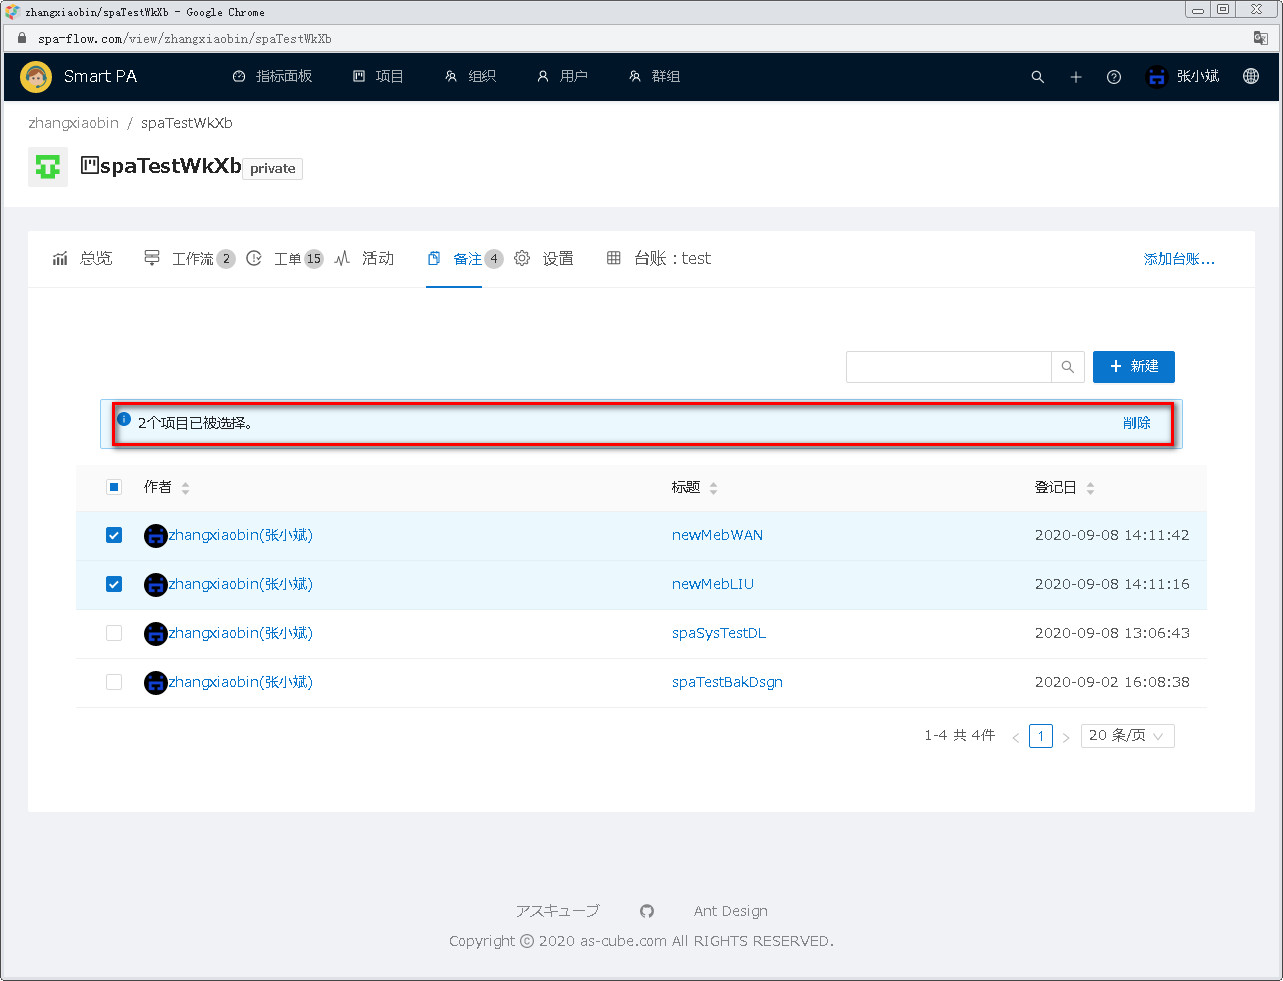 zhangxiaobin/spaTestWkXb - Google Chrome
spa-flow.com/view/zhangxiaobin/spaTestWkXb
Smart PA 指标面板 项目 组织 用户 群组 张小斌
zhangxiaobin / spaTestWkXb
spaTestWkXb private
总览 工作流 2 工单 15 活动 备注 4 设置 台账：test 添加台账...
+ 新建
2个项目已被选择。 削除
作者 标题 登记日
zhangxiaobin(张小斌) newMebWAN 2020-09-08 14:11:42
zhangxiaobin(张小斌) newMebLIU 2020-09-08 14:11:16
zhangxiaobin(张小斌) spaSysTestDL 2020-09-08 13:06:43
zhangxiaobin(张小斌) spaTestBakDsgn 2020-09-02 16:08:38
1-4 共 4件 < 1 > 20 条/页
アスキューブ Ant Design
Copyright © 2020 as-cube.com All RIGHTS RESERVED.